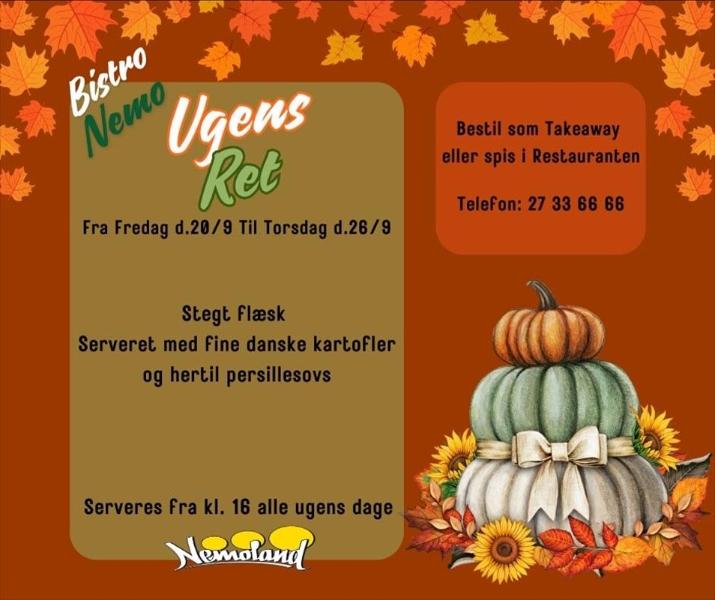 Bistro
Nemo
Ugens
Ret
Fra Fredag d.20/9 Til Torsdag d.26/9
Stegt flæsk
Serveret med fine danske kartofler
og hertil persillesovs
Serveres fra kl. 16 alle ugens dage
Nemoland
Bestil som Takeaway
eller spis i Restauranten
Telefon: 27 33 66 66